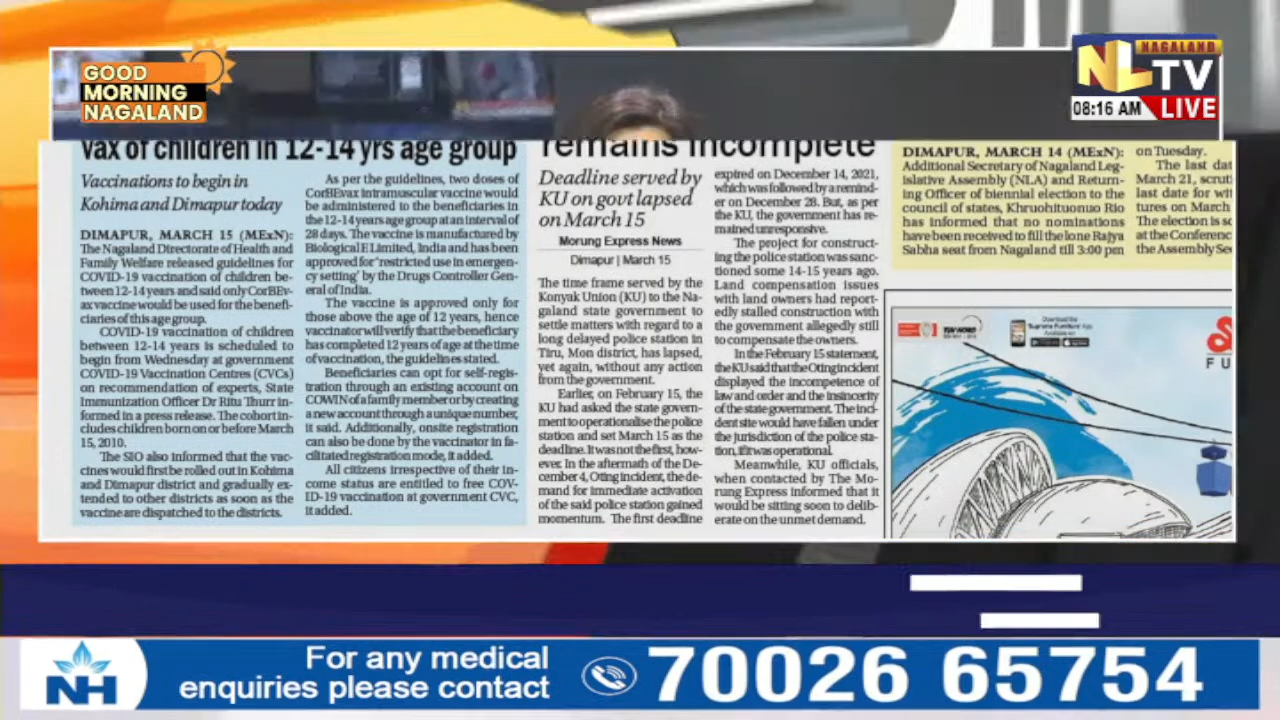 GOOD
MORNING
NAGALAND
NAGALAND
NLTV
08:16 AM LIVE
Vax of children in 12-14 yrs age group
Vaccinations to begin in
Kohima and Dimapur today
DIMAPUR, MARCH 15 (MExN):
The Nagaland Directorate of Health and
Family Welfare released guidelines for
COVID-19 vaccination of children be-
tween 12-14 years and said only CorBEv-
ax vaccine would be used for the benefi-
ciaries of this age group.
COVID-19 vaccination of children
between 12-14 years is scheduled to
begin from Wednesday at government
COVID-19 Vaccination Centres (CVCs)
on recommendation of experts, State
Immunization Officer Dr Ritu Thurr in-
formed in a press release. The cohort in-
cludes children born on or before March
15, 2010.
The SIO also informed that the vac-
cines would first be rolled out in Kohima
and Dimapur district and gradually ex-
tended to other districts as soon as the
vaccine are dispatched to the districts.
As per the guidelines, two doses of
CorBEvax intramuscular vaccine would
be administered to the beneficiaries in
the 12-14 years age group at an interval of
28 days. The vaccine is manufactured by
Biological E Limited, India and has been
approved for 'restricted use in emergen-
cy setting' by the Drugs Controller Gen-
eral of India.
The vaccine is approved only for
those above the age of 12 years, hence
vaccinator will verify that the beneficiary
has completed 12 years of age at the time
of vaccination, the guidelines stated.
Beneficiaries can opt for self-regis-
tration through an existing account on
COWIN of a family member or by creating
a new account through a unique number,
it said. Additionally, onsite registration
can also be done by the vaccinator in fa-
cilitated registration mode, it added.
All citizens irrespective of their in-
come status are entitled to free COV-
ID-19 vaccination at government CVC,
it added.
remains incomplete
Deadline served by
KU on govt lapsed
on March 15
Morung Express News
Dimapur | March 15
The time frame served by the
Konyak Union (KU) to the Na-
galand state government to
settle matters with regard to a
long delayed police station in
Tiru, Mon district, has lapsed,
yet again, without any action
from the government.
Earlier, on February 15, the
KU had asked the state govern-
ment to operationalise the police
station and set March 15 as the
deadline. It was not the first, how-
ever. In the aftermath of the De-
cember 4, Oting incident, the de-
mand for immediate activation
of the said police station gained
momentum. The first deadline
expired on December 14, 2021,
which was followed by a remind-
er on December 28. But, as per
the KU, the government has re-
mained unresponsive.
The project for construct-
ing the police station was sanc-
tioned some 14-15 years ago.
Land compensation issues
with land owners had report-
edly stalled construction with
the government allegedly still
to compensate the owners.
In the February 15 statement,
the KU said that the Oting incident
displayed the incompetence of
law and order and the insincerity
of the state government. The inci-
dent site would have fallen under
the jurisdiction of the police sta-
tion, if it was operational.
Meanwhile, KU officials,
when contacted by The Mo-
rung Express informed that it
would be sitting soon to delib-
erate on the unmet demand.
DIMAPUR, MARCH 14 (MExN):
Additional Secretary of Nagaland Leg-
islative Assembly (NLA) and Return-
ing Officer of biennial election to the
council of states, Khruohituonuo Rio
has informed that no nominations
have been received to fill the lone Rajya
Sabha seat from Nagaland till 3:00 pm
on Tuesday.
The last dat
March 21, scrut
last date for wit
tures on March
The election is sc
at the Conferenc
the Assembly Sec
Download the
Supreme Furniture App
F U
NH
For any medical
enquiries please contact
70026 65754